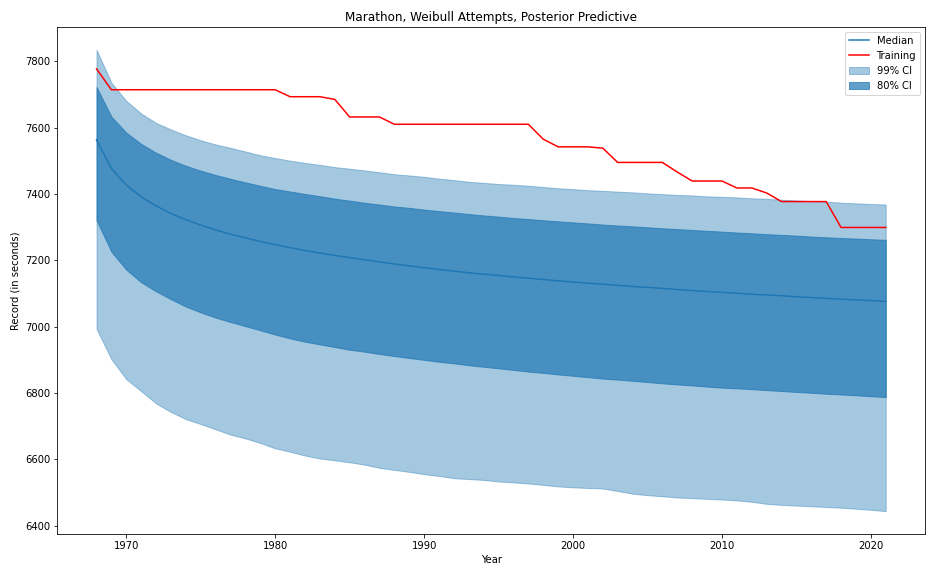 Marathon, Weibull Attempts, Posterior Predictive
Median
Training
99% CI
80% CI
7800
7600
7400
7200
7000
6800
6600
6400
Record (in seconds)
1970
1980
1990
2000
2010
2020
Year